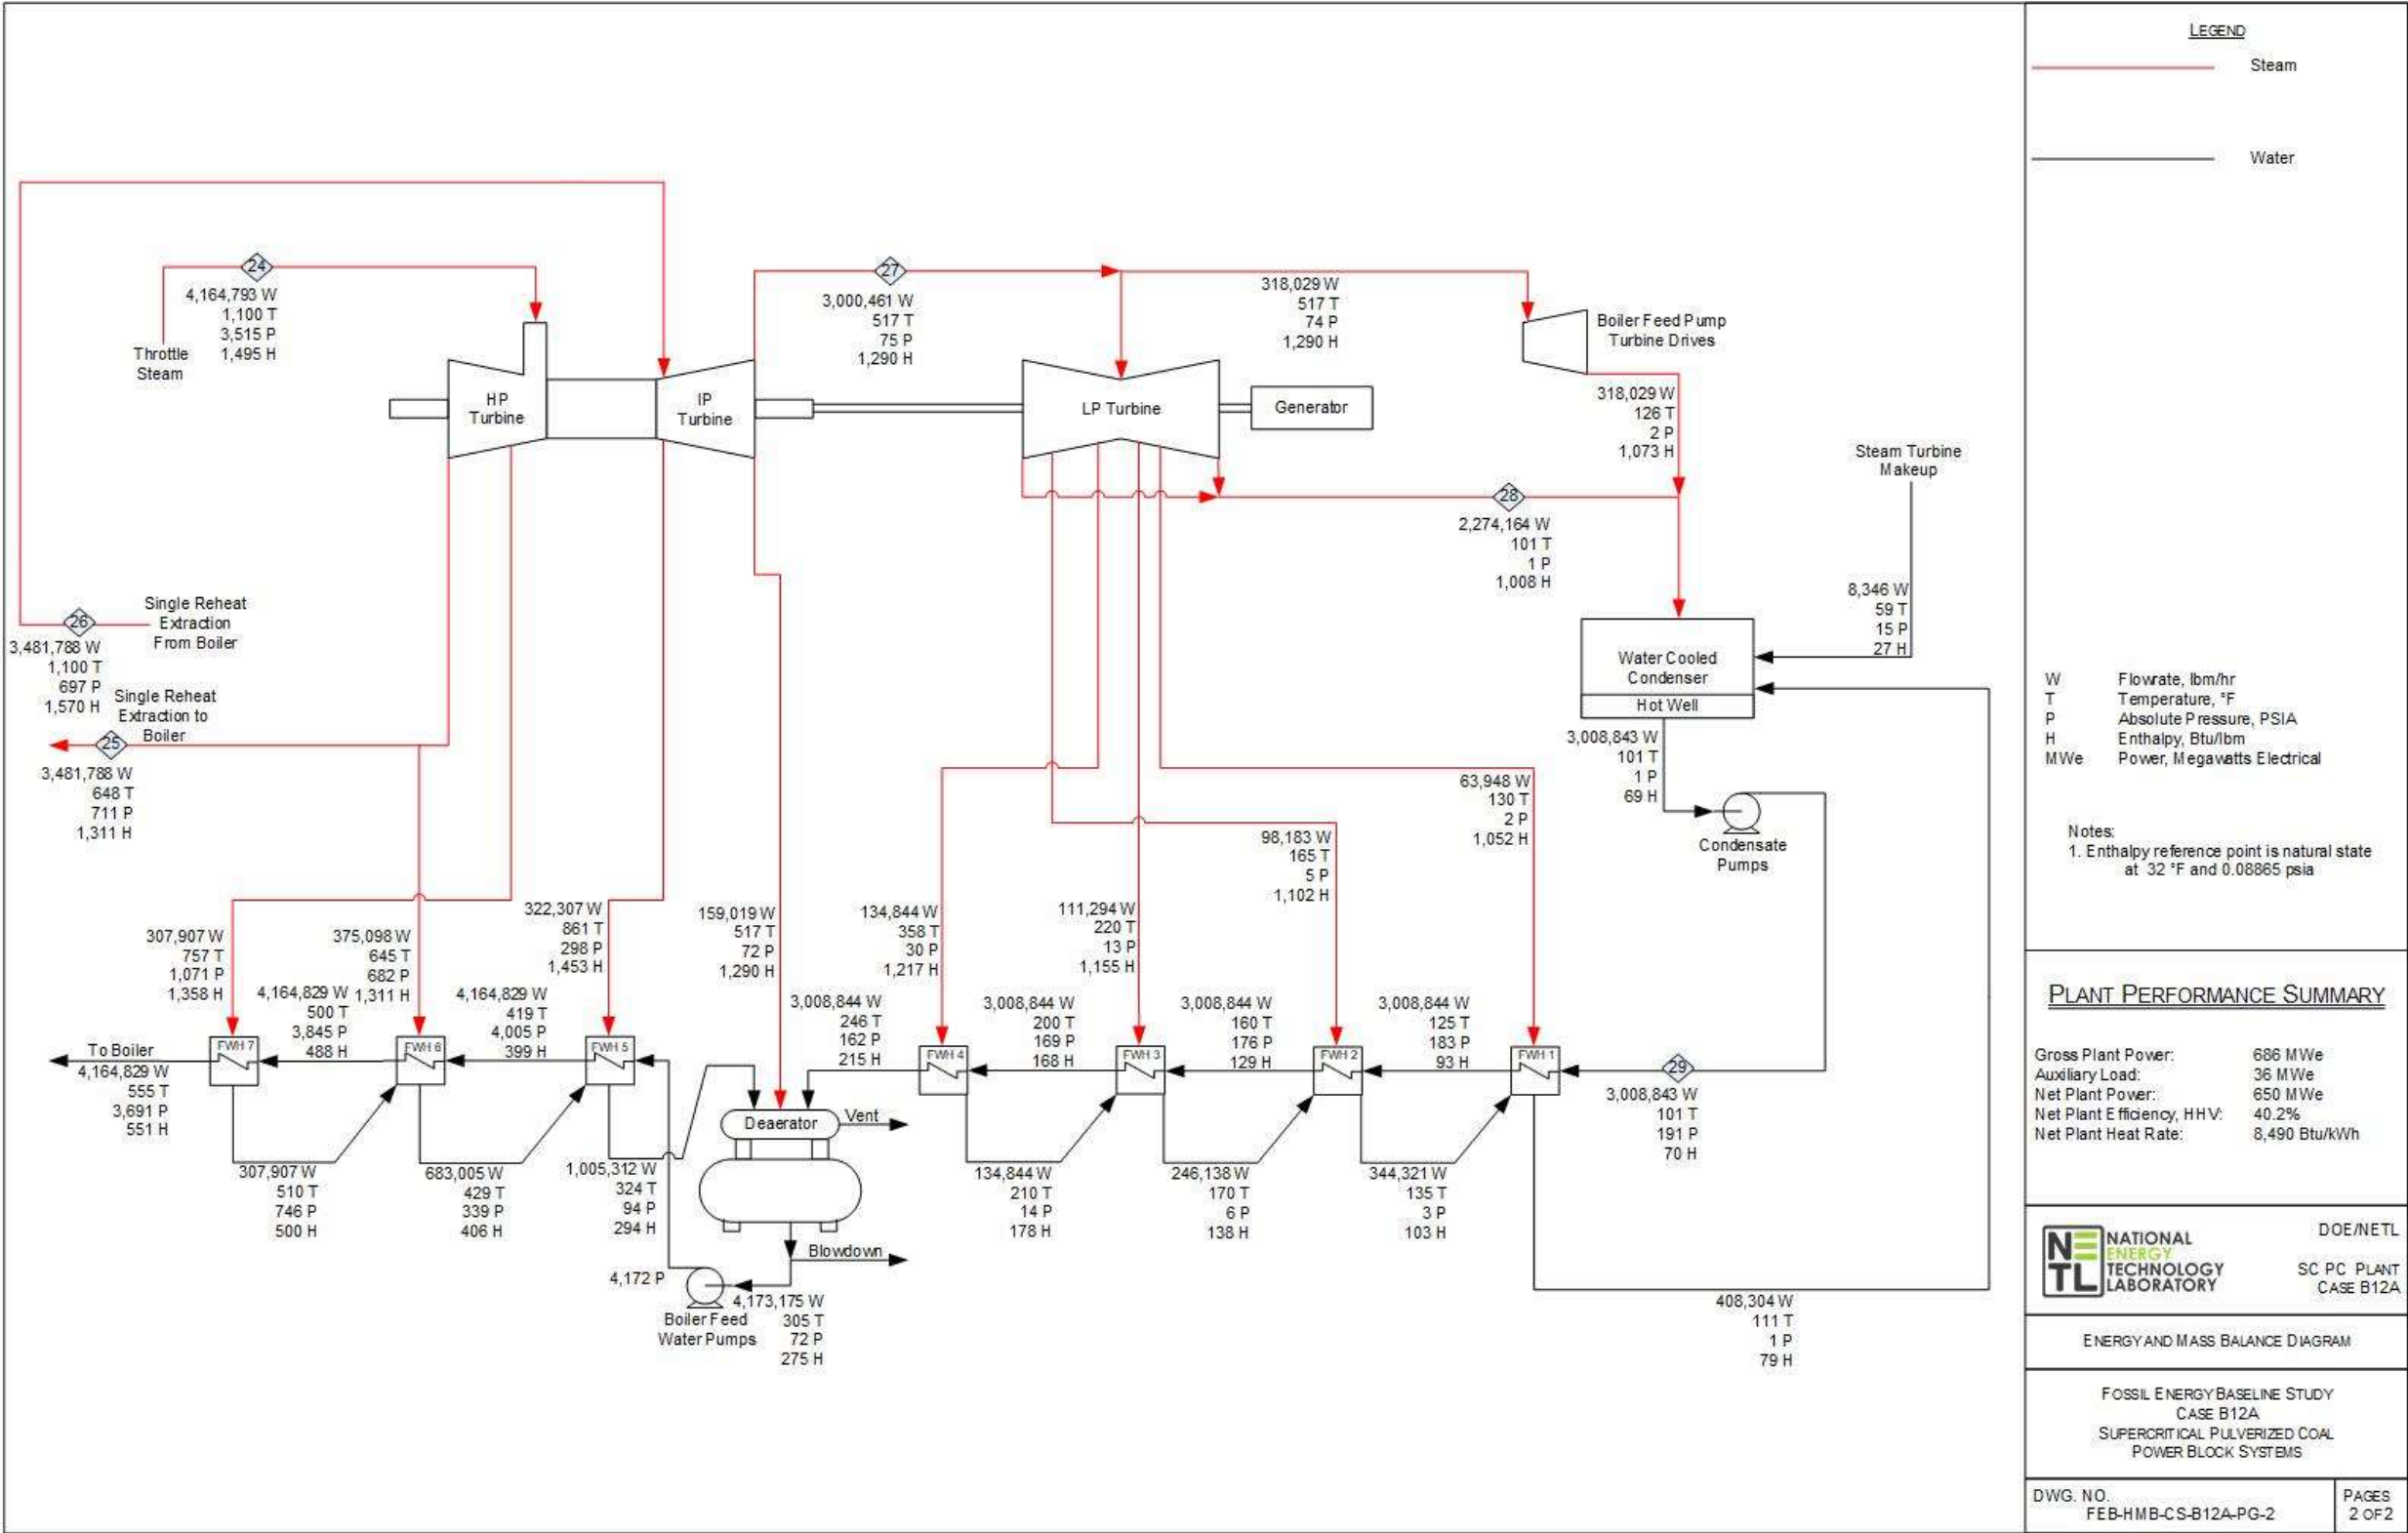 24
4,164,793 W
1,100 T
3,515 P
1,495 H
Throttle
Steam
HP
Turbine
IP
Turbine
27
3,000,461 W
517 T
75 P
1,290 H
318,029 W
517 T
74 P
1,290 H
Boiler Feed Pump
Turbine Drives
LP Turbine
Generator
318,029 W
126 T
2 P
1,073 H
Steam Turbine
Makeup
28
2,274,164 W
101 T
1 P
1,008 H
8,346 W
59 T
15 P
27 H
26
Single Reheat
Extraction
From Boiler
3,481,788 W
1,100 T
697 P
1,570 H
Single Reheat
Extraction to
Boiler
25
3,481,788 W
648 T
711 P
1,311 H
Water Cooled
Condenser
Hot Well
3,008,843 W
101 T
1 P
69 H
Condensate
Pumps
63,948 W
130 T
2 P
1,052 H
98,183 W
165 T
5 P
1,102 H
307,907 W
757 T
1,071 P
1,358 H
375,098 W
645 T
682 P
1,311 H
322,307 W
861 T
298 P
1,453 H
159,019 W
517 T
72 P
1,290 H
134,844 W
358 T
30 P
1,217 H
111,294 W
220 T
13 P
1,155 H
4,164,829 W
500 T
3,845 P
488 H
4,164,829 W
419 T
4,005 P
399 H
3,008,844 W
246 T
162 P
215 H
3,008,844 W
200 T
169 P
168 H
3,008,844 W
160 T
176 P
129 H
3,008,844 W
125 T
183 P
93 H
To Boiler
4,164,829 W
555 T
3,691 P
551 H
FWH 7
FWH 6
FWH 5
FWH 4
FWH 3
FWH 2
FWH 1
29
3,008,843 W
101 T
191 P
70 H
Deaerator
Vent
307,907 W
510 T
746 P
500 H
683,005 W
429 T
339 P
406 H
1,005,312 W
324 T
94 P
294 H
134,844 W
210 T
14 P
178 H
246,138 W
170 T
6 P
138 H
344,321 W
135 T
3 P
103 H
Blowdown
4,172 P
Boiler Feed
Water Pumps
4,173,175 W
305 T
72 P
275 H
408,304 W
111 T
1 P
79 H
LEGEND
Steam
Water
W Flowrate, lbm/hr
T Temperature, °F
P Absolute Pressure, PSIA
H Enthalpy, Btu/lbm
MWe Power, Megawatts Electrical
Notes:
1. Enthalpy reference point is natural state
at 32 °F and 0.08865 psia
PLANT PERFORMANCE SUMMARY
Gross Plant Power: 686 MWe
Auxiliary Load: 36 MWe
Net Plant Power: 650 MWe
Net Plant Efficiency, HHV: 40.2%
Net Plant Heat Rate: 8,490 Btu/kWh
NETL
NATIONAL
ENERGY
TECHNOLOGY
LABORATORY
DOE/NETL
SC PC PLANT
CASE B12A
ENERGY AND MASS BALANCE DIAGRAM
FOSSIL ENERGY BASELINE STUDY
CASE B12A
SUPERCRITICAL PULVERIZED COAL
POWER BLOCK SYSTEMS
DWG. NO.
FEB-HMB-CS-B12A-PG-2
PAGES
2 OF 2